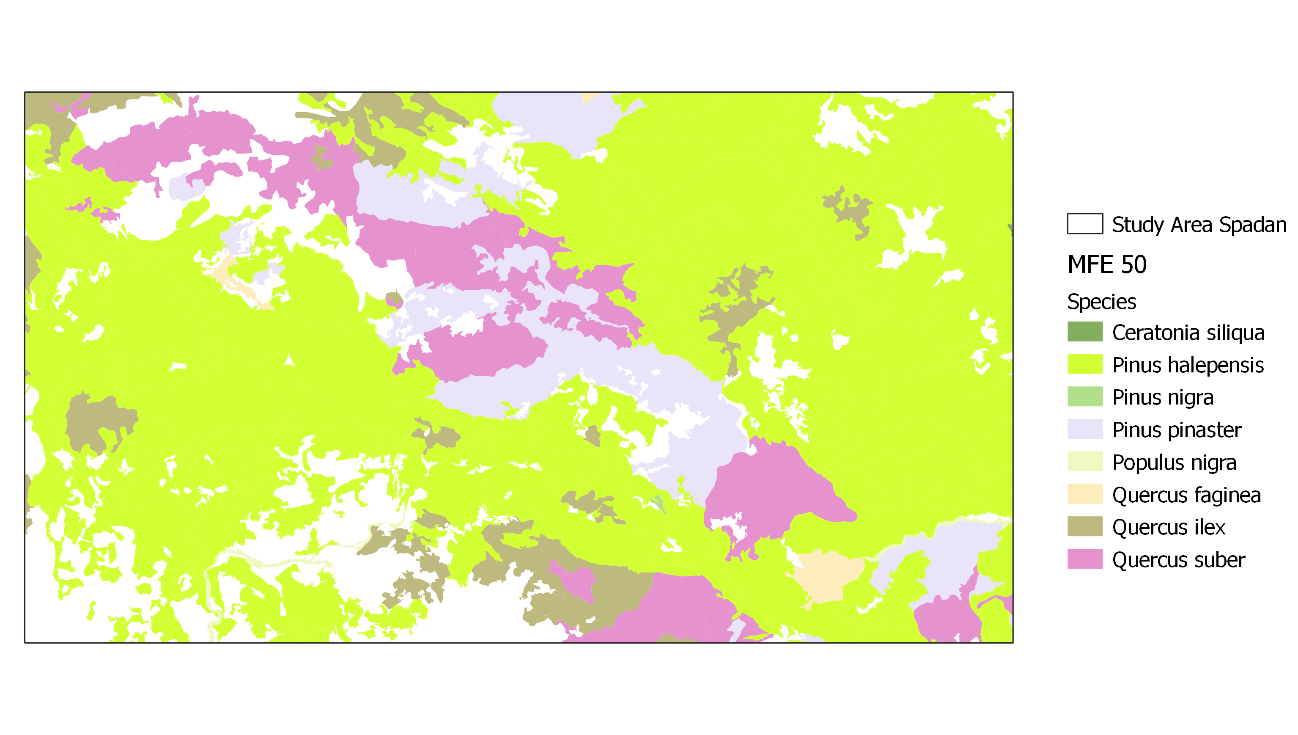 Study Area Spadan
MFE 50
Species
Ceratonia siliqua
Pinus halepensis
Pinus nigra
Pinus pinaster
Populus nigra
Quercus faginea
Quercus ilex
Quercus suber